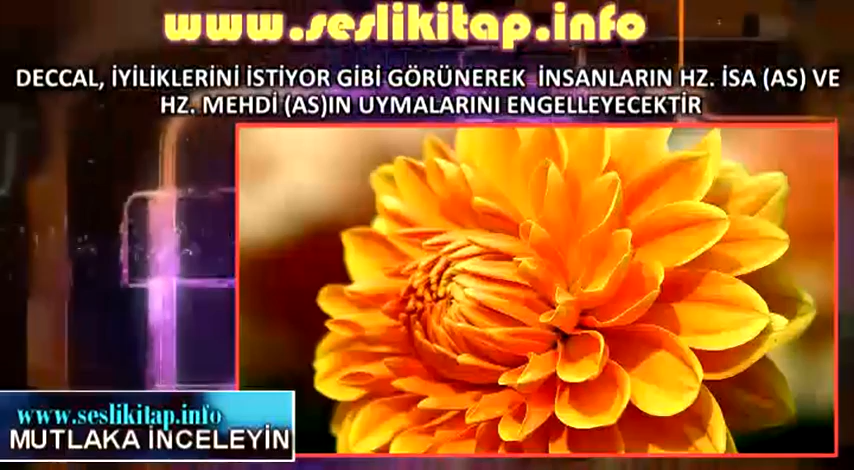 www.seslikitap.info
DECCAL, İYİLİKLERİNİ İSTİYOR GİBİ GÖRÜNEREK İNSANLARIN HZ. İSA (AS) VE
HZ. MEHDİ (AS)IN UYMALARINI ENGELLEYECEKTİR
www.seslikitap.info
MUTLAKA İNCELEYİN